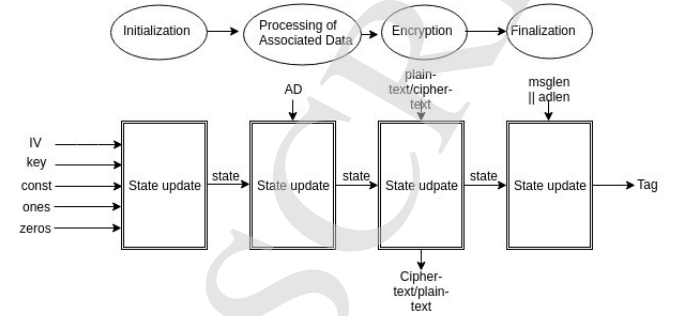 Initialization
Processing of
Associated Data
Encryption
Finalization
AD
plain-
text/cipher-
text
msglen
|| adlen
IV
key
const
ones
zeros
State update
state
State update
state
State udpate
state
State update
Tag
Cipher-
text/plain-
text
SCR